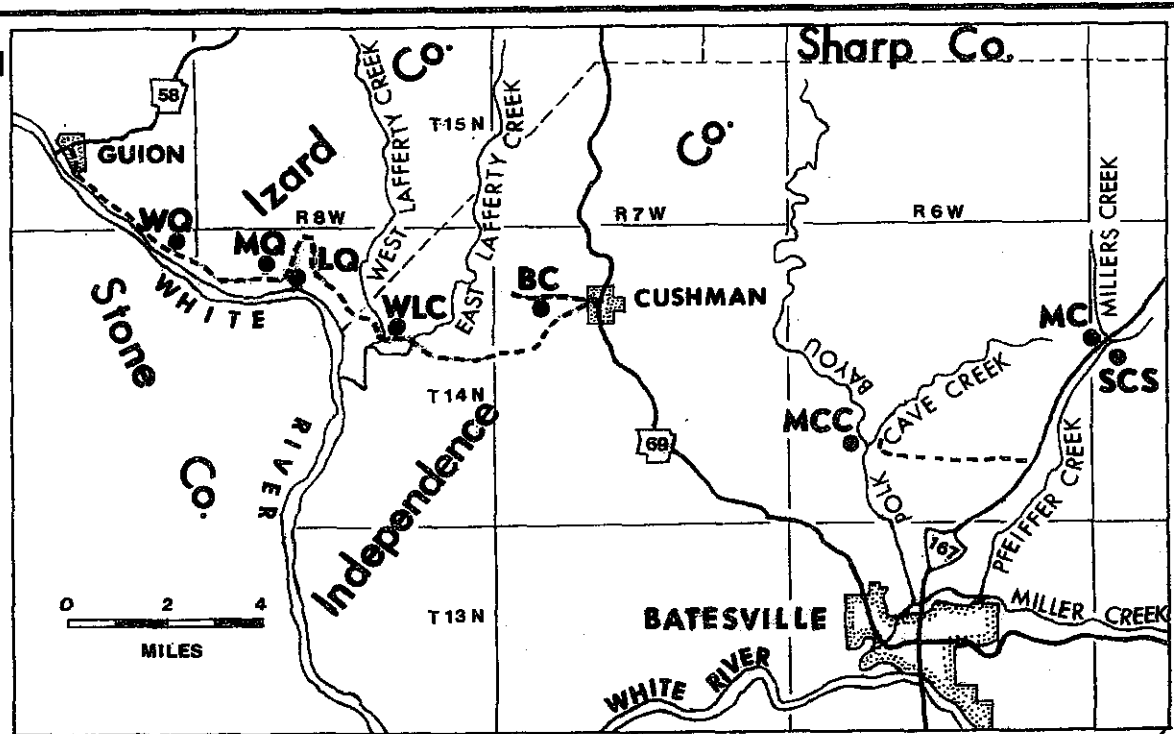 Sharp Co.
Co.
58
WEST LAFFERTY CREEK
T15N
EAST LAFFERTY CREEK
Co.
GUION
Izard
R8W
R7W
R6W
MILLERS CREEK
WQ
MQ
LQ
WLC
BC
CUSHMAN
Stone
Co.
WHITE
RIVER
MC
SCS
T14N
BAYOU
POLK
CAVE CREEK
MCC
69
PFEIFFER CREEK
Independence
167
0 2 4
MILES
T13N
BATESVILLE
MILLER CREEK
WHITE RIVER